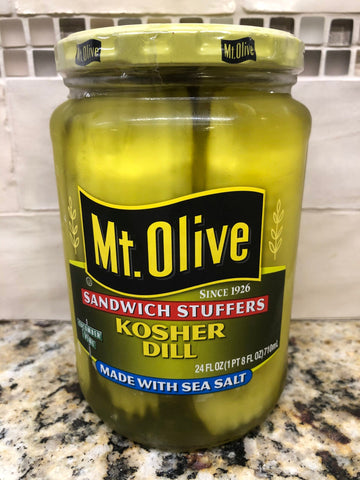 Mt. Olive
Mt. Olive
SINCE 1926
SANDWICH STUFFERS
KOSHER
DILL
24 FL OZ (1 PT 8 FL OZ) 710mL
MADE WITH SEA SALT